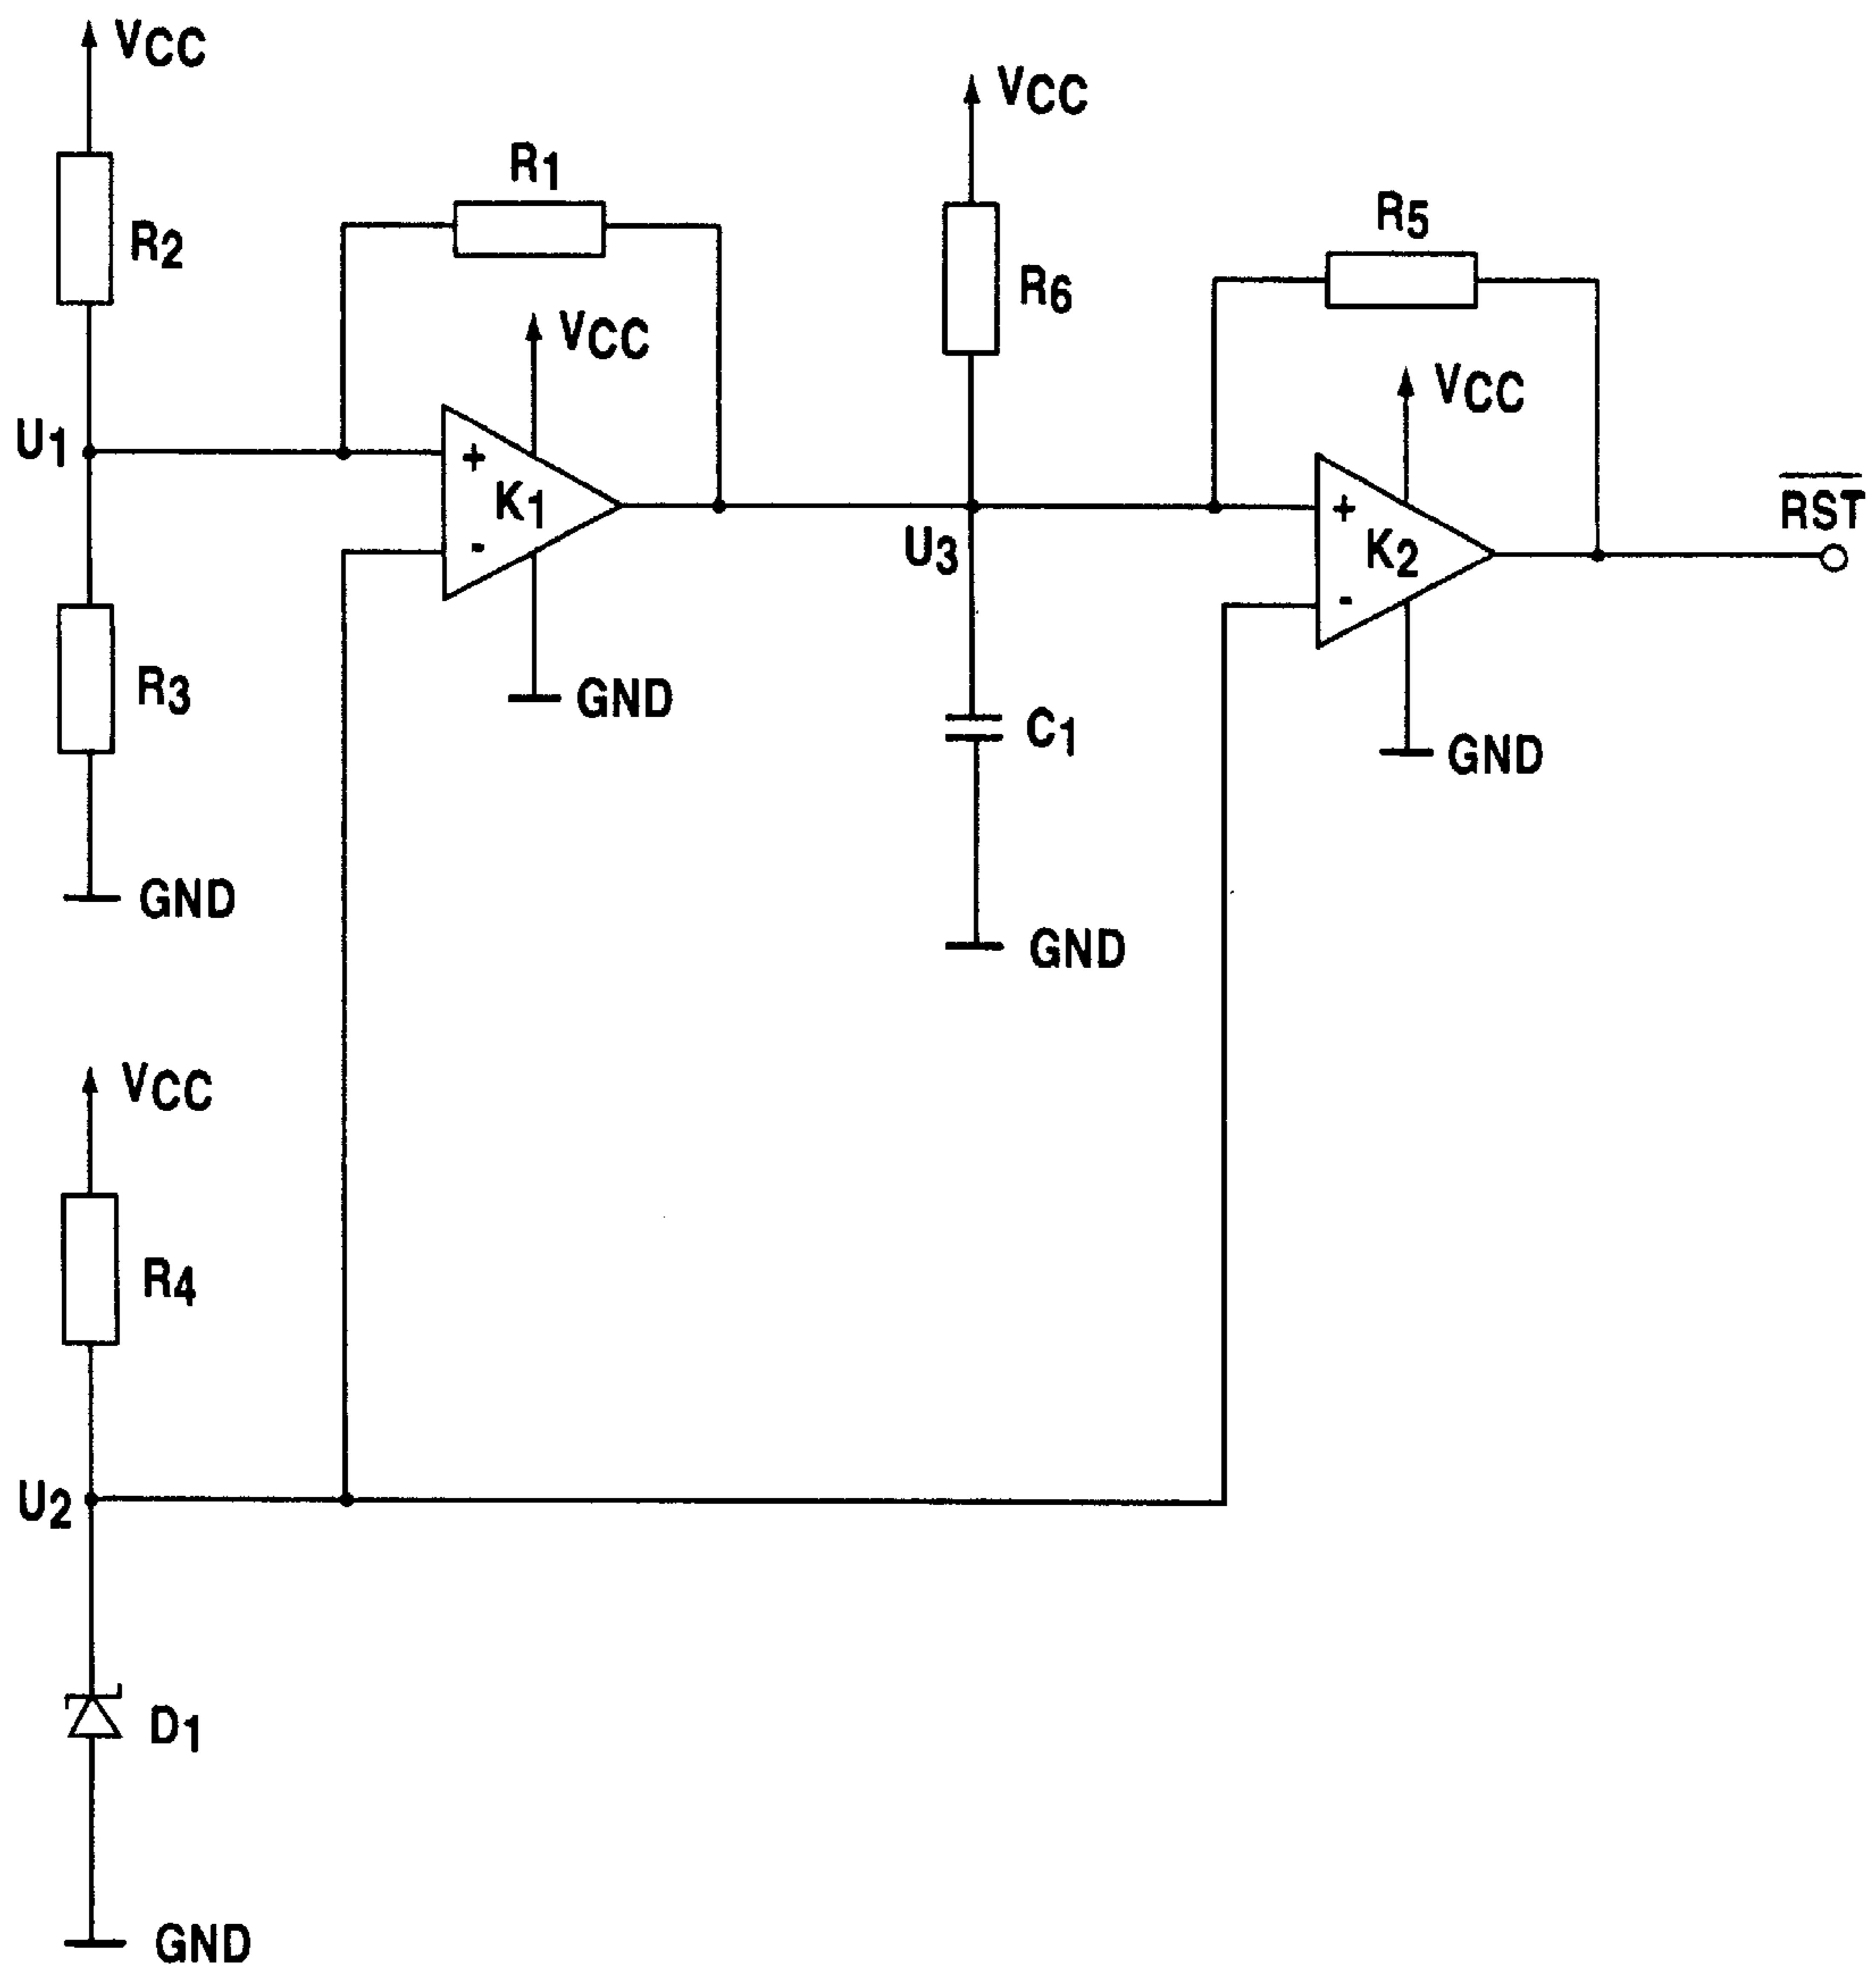 VCC
VCC
R1
R2
R5
R6
VCC
VCC
U1
+
K1
-
+
K2
-
RST
U3
R3
GND
C1
GND
GND
GND
VCC
R4
U2
D1
GND